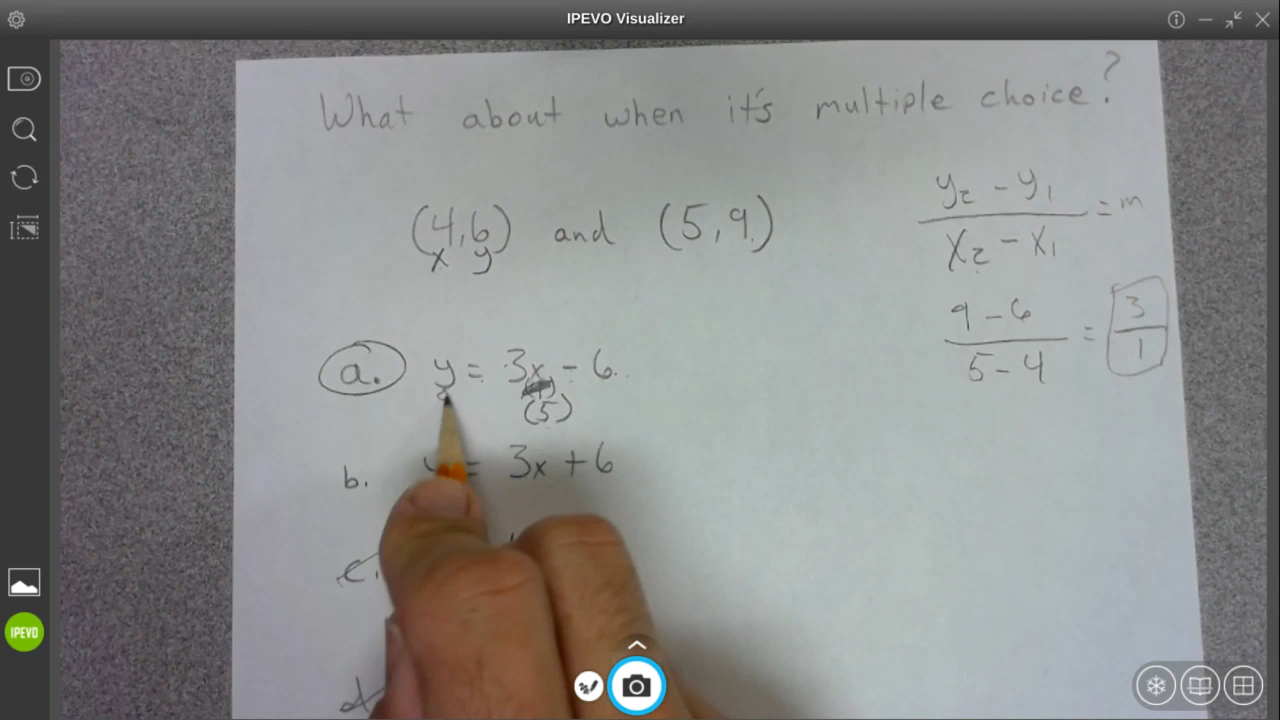 IPEVO Visualizer
What about when it's multiple choice?
(4,6) and (5,9)
x y
y2 - y1 / x2 - x1 = m
9 - 6 / 5 - 4 = 3/1
a. y = 3x - 6
(5)
b. = 3x + 6
c.
d.
IPEVO